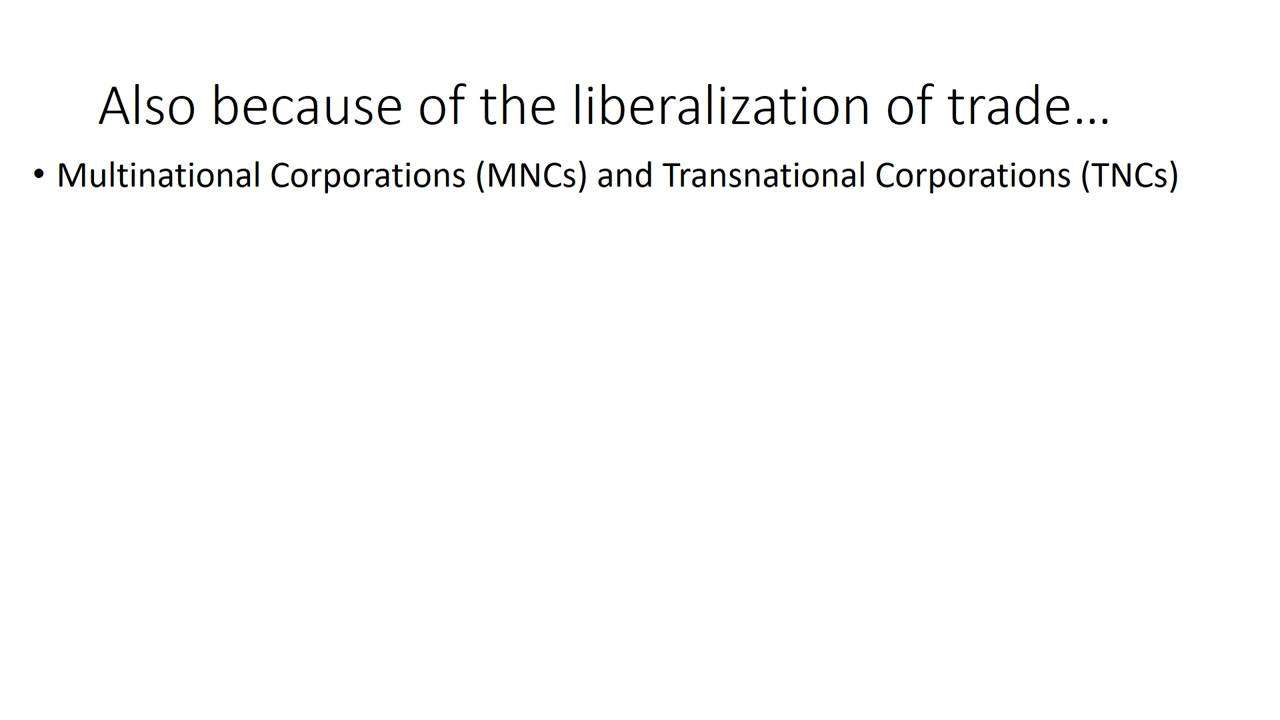 Also because of the liberalization of trade…
• Multinational Corporations (MNCs) and Transnational Corporations (TNCs)